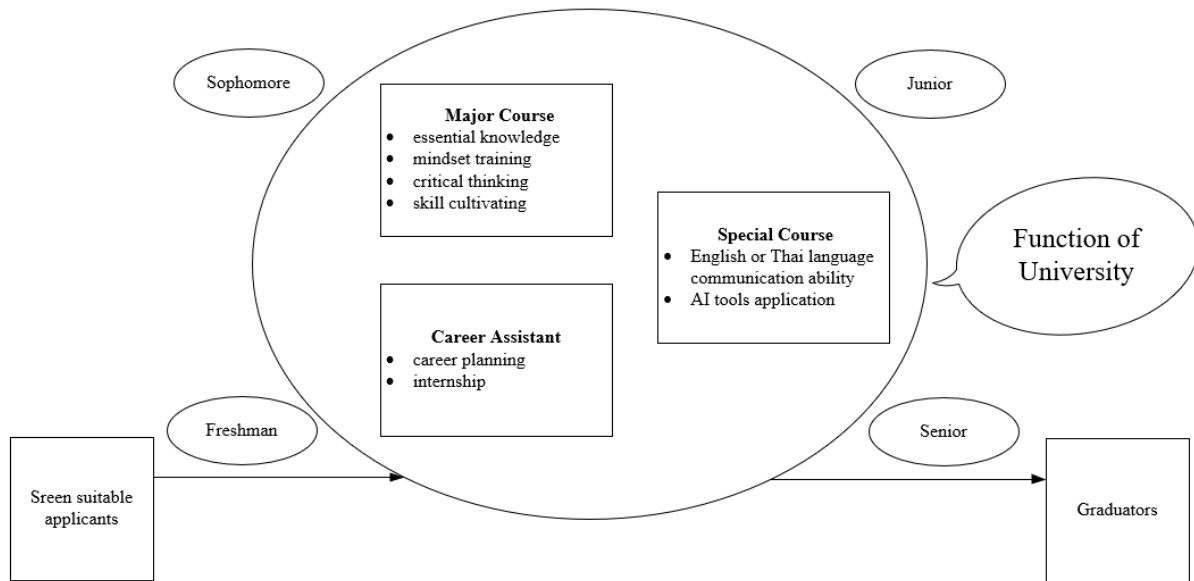 Sophomore
Junior
Major Course
• essential knowledge
• mindset training
• critical thinking
• skill cultivating
Special Course
• English or Thai language
communication ability
• AI tools application
Function of
University
Career Assistant
• career planning
• internship
Freshman
Senior
Sreen suitable
applicants
Graduators